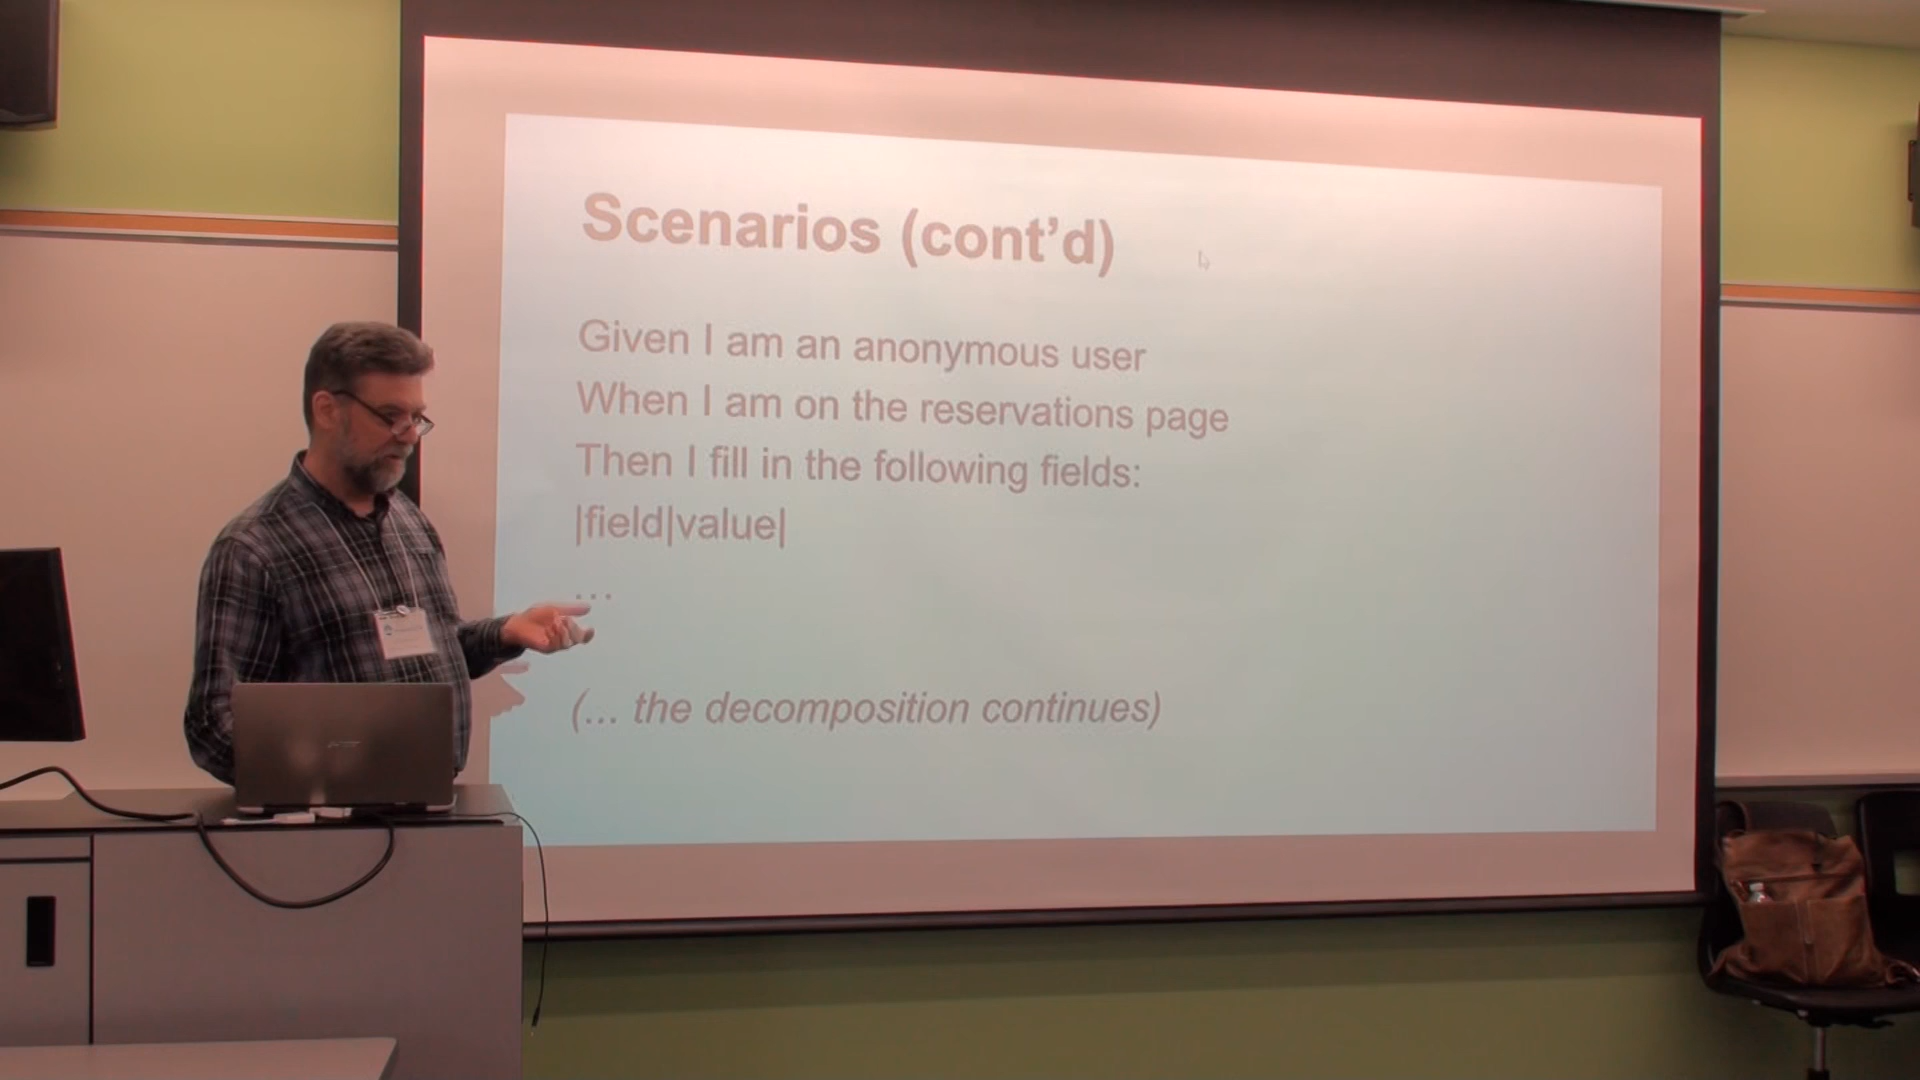 Scenarios (cont’d)
Given I am an anonymous user
When I am on the reservations page
Then I fill in the following fields:
|field|value|
...
(... the decomposition continues)